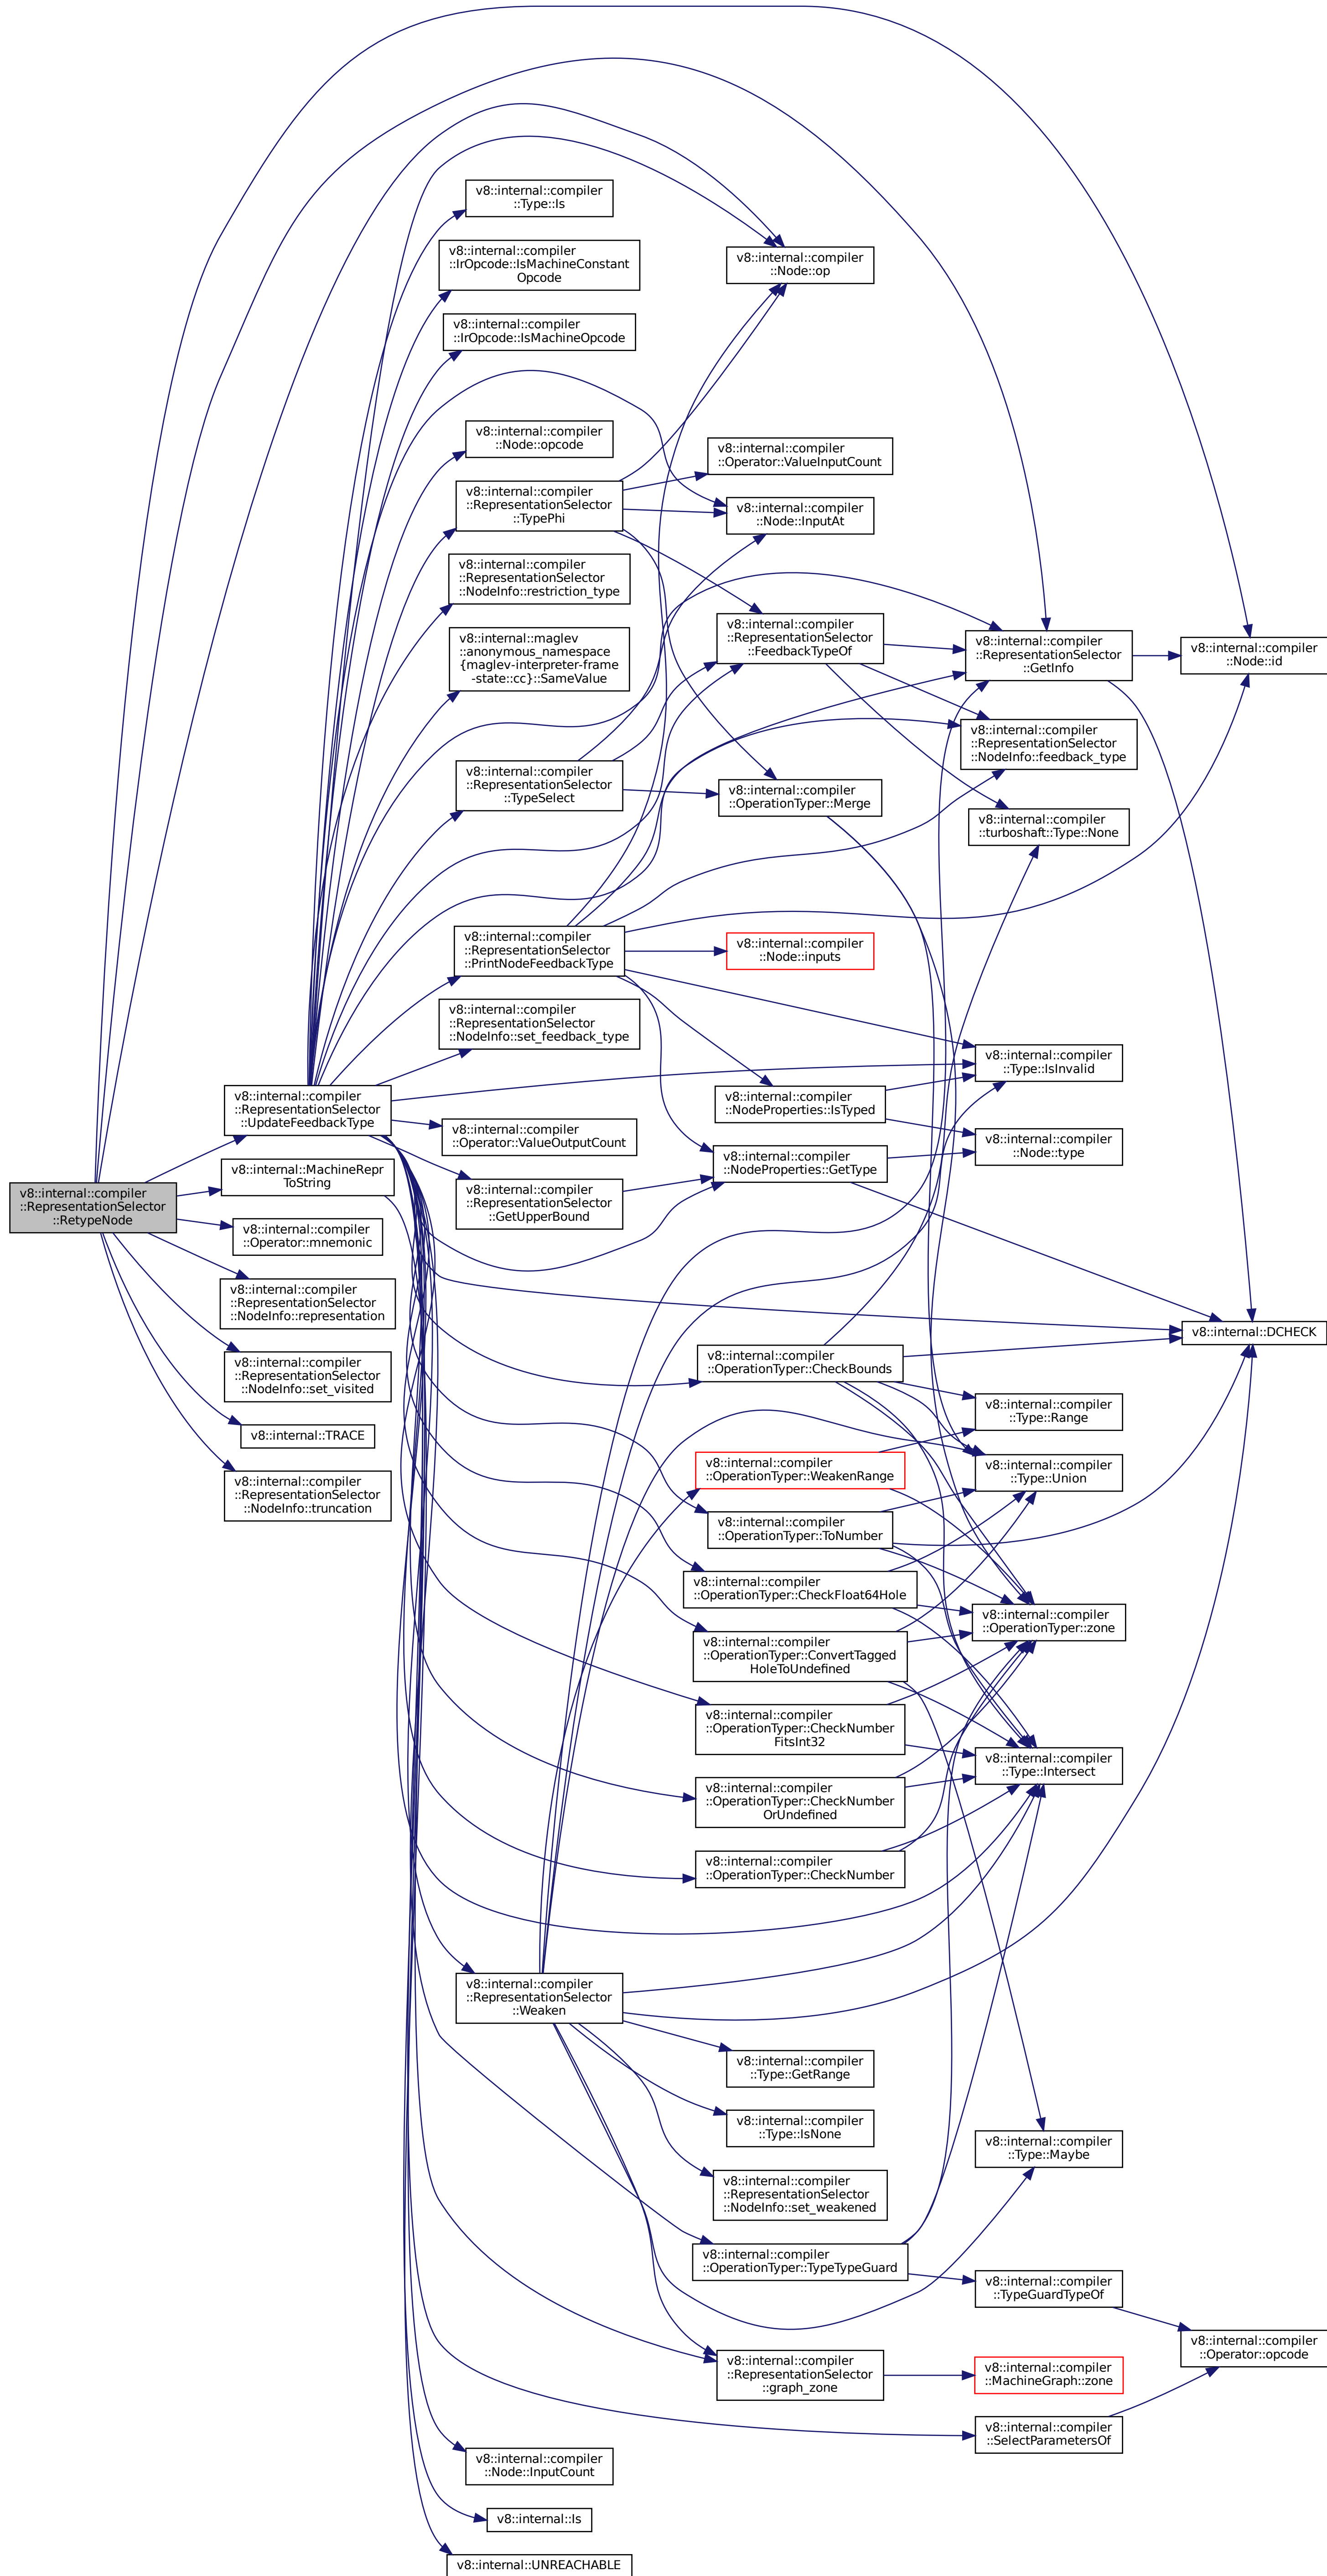 v8::internal::compiler
::RepresentationSelector
::RetypeNode
v8::internal::compiler
::RepresentationSelector
::UpdateFeedbackType
v8::internal::MachineRepr
ToString
v8::internal::compiler
::Operator::mnemonic
v8::internal::compiler
::RepresentationSelector
::NodeInfo::representation
v8::internal::compiler
::RepresentationSelector
::NodeInfo::set_visited
v8::internal::TRACE
v8::internal::compiler
::RepresentationSelector
::NodeInfo::truncation
v8::internal::compiler
::Type::Is
v8::internal::compiler
::IrOpcode::IsMachineConstant
Opcode
v8::internal::compiler
::IrOpcode::IsMachineOpcode
v8::internal::compiler
::Node::opcode
v8::internal::compiler
::RepresentationSelector
::TypePhi
v8::internal::compiler
::RepresentationSelector
::NodeInfo::restriction_type
v8::internal::maglev
::anonymous_namespace
{maglev-interpreter-frame
-state::cc}::SameValue
v8::internal::compiler
::RepresentationSelector
::TypeSelect
v8::internal::compiler
::RepresentationSelector
::PrintNodeFeedbackType
v8::internal::compiler
::RepresentationSelector
::NodeInfo::set_feedback_type
v8::internal::compiler
::Operator::ValueOutputCount
v8::internal::compiler
::RepresentationSelector
::GetUpperBound
v8::internal::compiler
::RepresentationSelector
::Weaken
v8::internal::compiler
::Node::InputCount
v8::internal::Is
v8::internal::UNREACHABLE
v8::internal::compiler
::Node::op
v8::internal::compiler
::Operator::ValueInputCount
v8::internal::compiler
::Node::InputAt
v8::internal::compiler
::RepresentationSelector
::FeedbackTypeOf
v8::internal::compiler
::OperationTyper::Merge
v8::internal::compiler
::Node::inputs
v8::internal::compiler
::NodeProperties::IsTyped
v8::internal::compiler
::NodeProperties::GetType
v8::internal::compiler
::OperationTyper::CheckBounds
v8::internal::compiler
::OperationTyper::WeakenRange
v8::internal::compiler
::OperationTyper::ToNumber
v8::internal::compiler
::OperationTyper::CheckFloat64Hole
v8::internal::compiler
::OperationTyper::ConvertTagged
HoleToUndefined
v8::internal::compiler
::OperationTyper::CheckNumber
FitsInt32
v8::internal::compiler
::OperationTyper::CheckNumber
OrUndefined
v8::internal::compiler
::OperationTyper::CheckNumber
v8::internal::compiler
::Type::GetRange
v8::internal::compiler
::Type::IsNone
v8::internal::compiler
::RepresentationSelector
::NodeInfo::set_weakened
v8::internal::compiler
::OperationTyper::TypeTypeGuard
v8::internal::compiler
::RepresentationSelector
::graph_zone
v8::internal::compiler
::RepresentationSelector
::GetInfo
v8::internal::compiler
::RepresentationSelector
::NodeInfo::feedback_type
v8::internal::compiler
::turboshaft::Type::None
v8::internal::compiler
::Type::IsInvalid
v8::internal::compiler
::Node::type
v8::internal::compiler
::Type::Range
v8::internal::compiler
::Type::Union
v8::internal::compiler
::OperationTyper::zone
v8::internal::compiler
::Type::Intersect
v8::internal::compiler
::Type::Maybe
v8::internal::compiler
::TypeGuardTypeOf
v8::internal::compiler
::MachineGraph::zone
v8::internal::compiler
::SelectParametersOf
v8::internal::compiler
::Node::id
v8::internal::DCHECK
v8::internal::compiler
::Operator::opcode